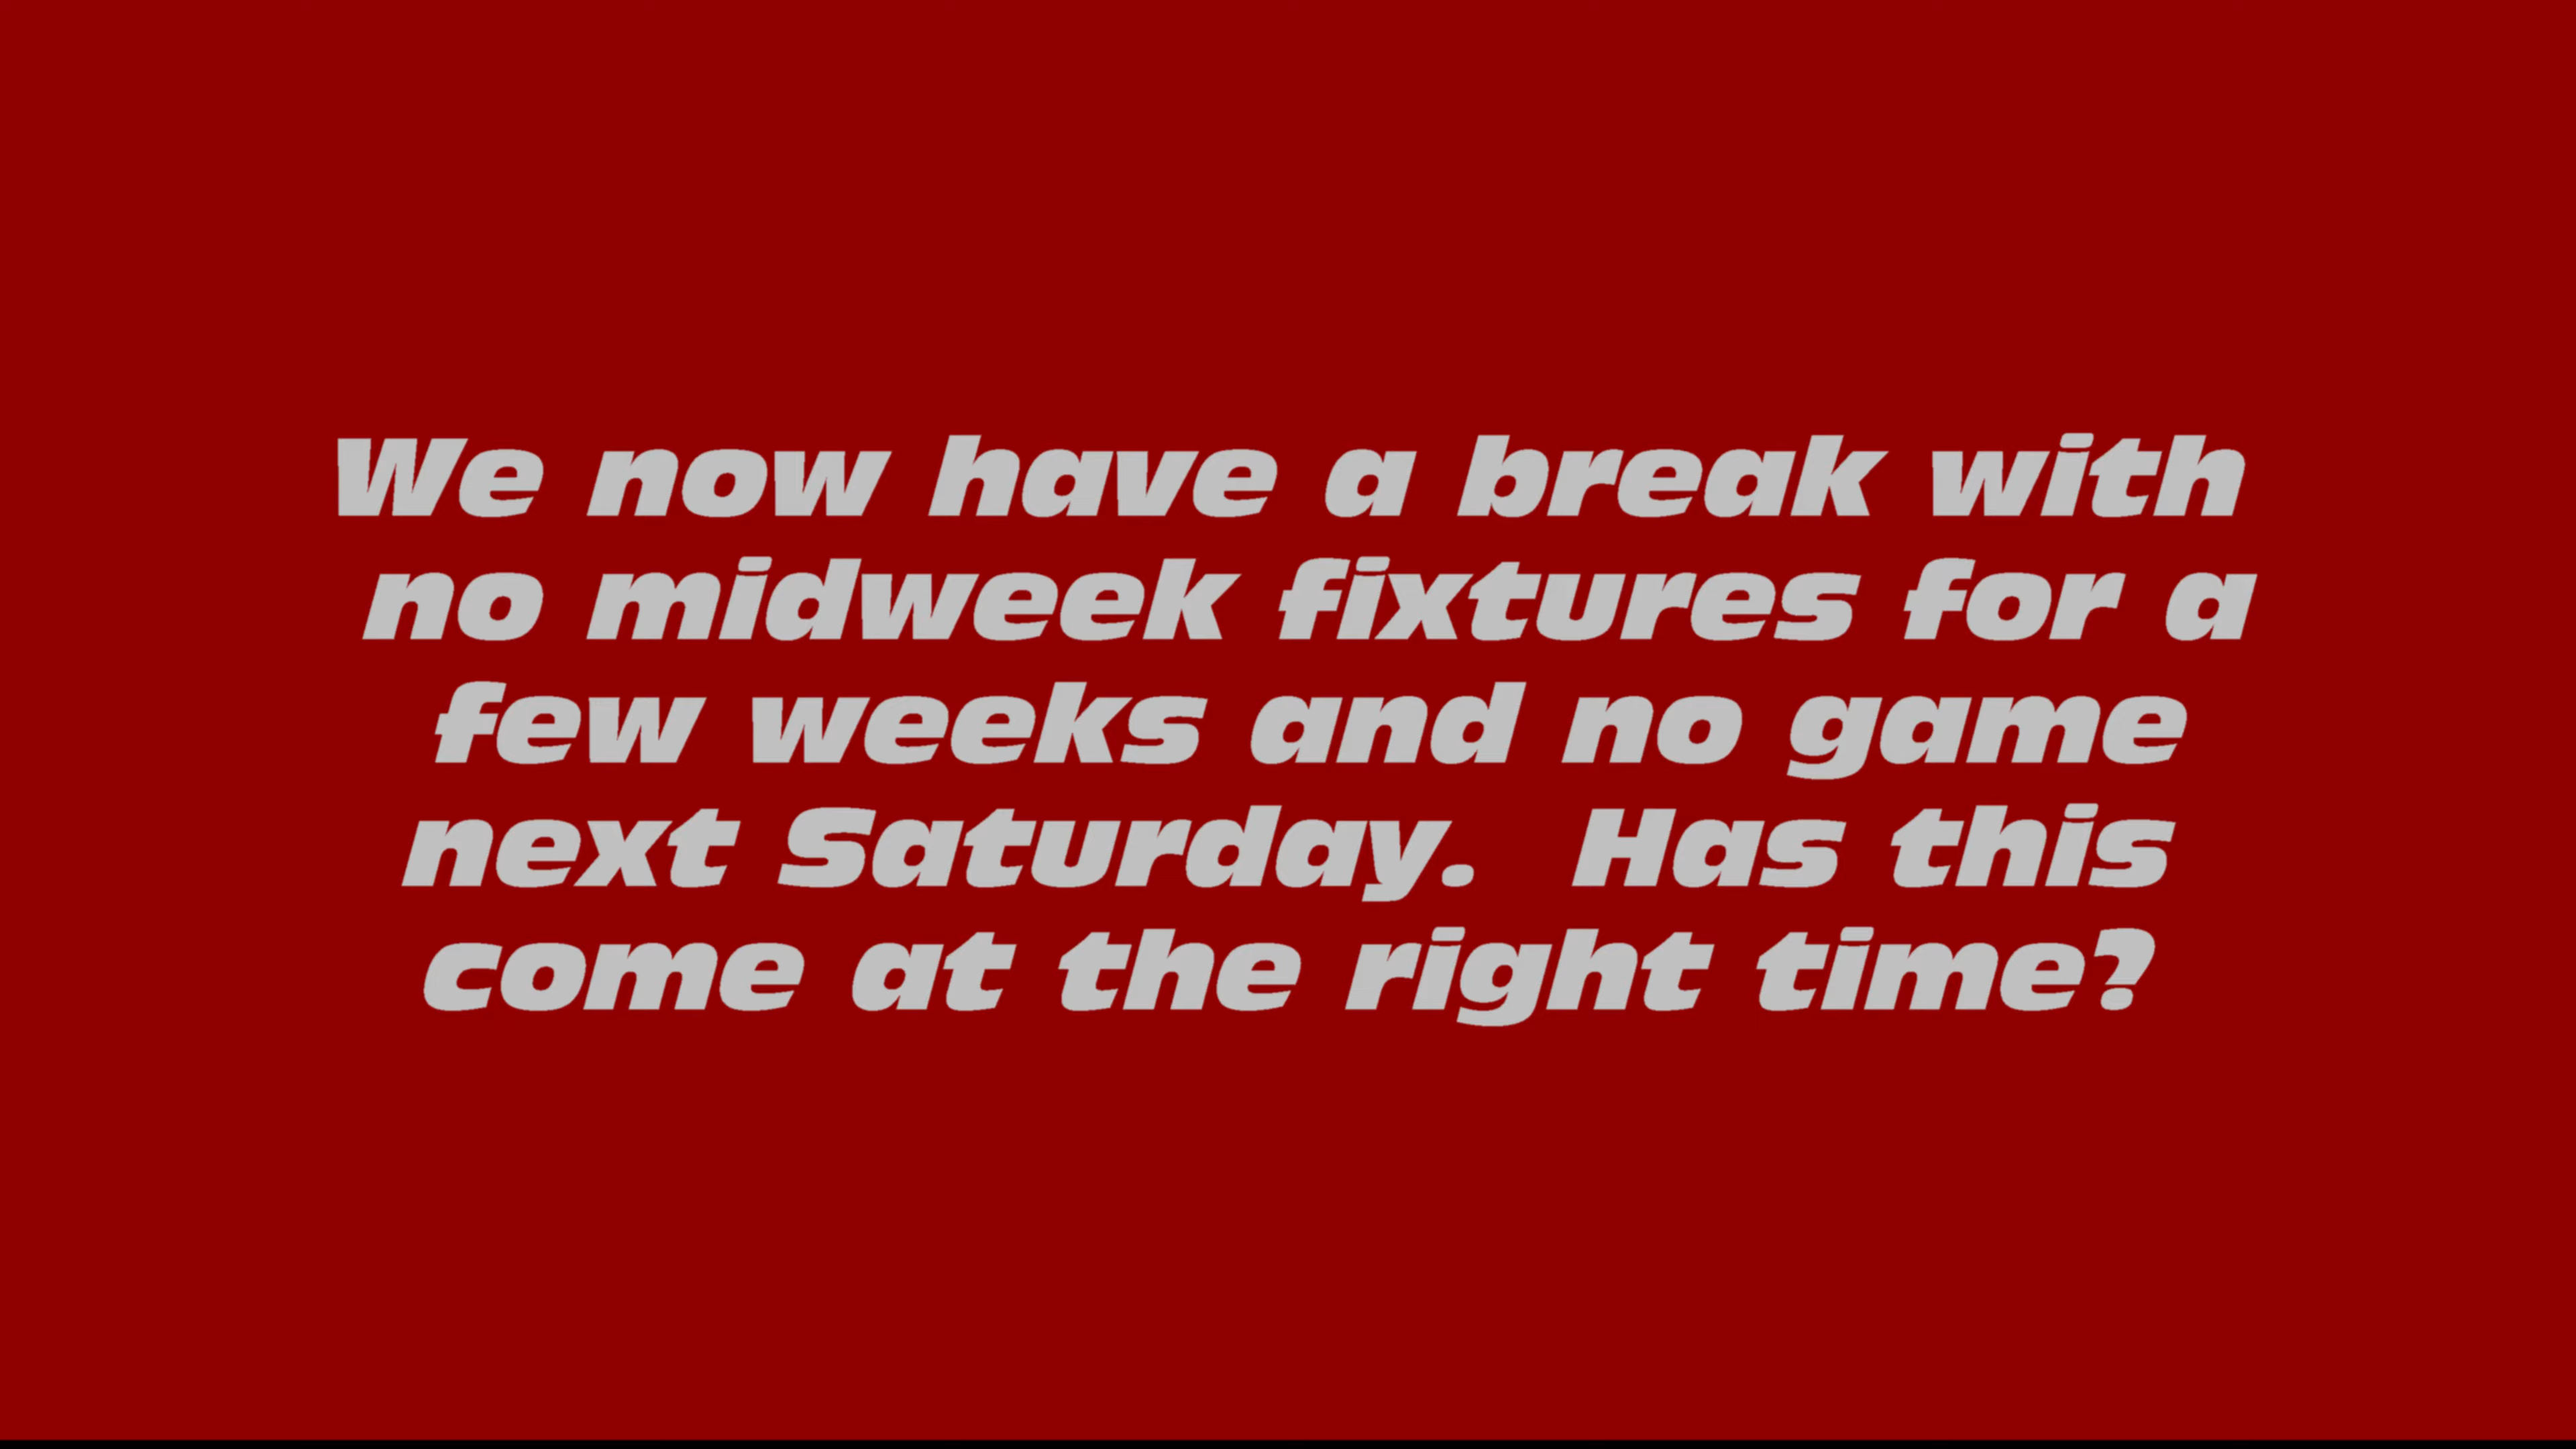 We now have a break with
no midweek fixtures for a
few weeks and no game
next Saturday.  Has this
come at the right time?